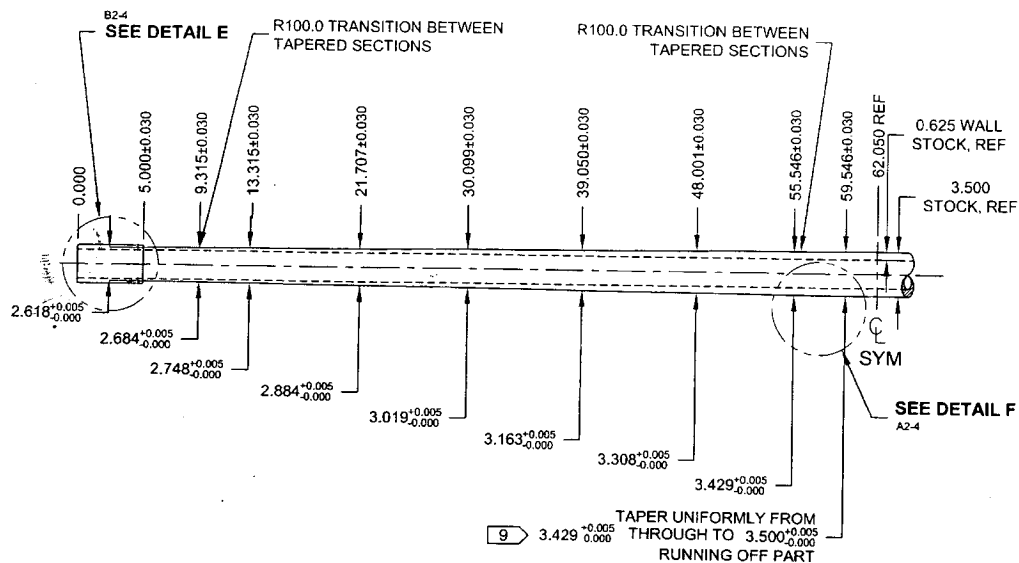 B2-4
SEE DETAIL E
R100.0 TRANSITION BETWEEN
TAPERED SECTIONS
R100.0 TRANSITION BETWEEN
TAPERED SECTIONS
0.000
5.000±0.030
9.315±0.030
13.315±0.030
21.707±0.030
30.099±0.030
39.050±0.030
48.001±0.030
55.546±0.030
59.546±0.030
62.050 REF
0.625 WALL
STOCK, REF
3.500
STOCK, REF
2.618 +0.005 -0.000
2.684 +0.005 -0.000
2.748 +0.005 -0.000
2.884 +0.005 -0.000
3.019 +0.005 -0.000
3.163 +0.005 -0.000
3.308 +0.005 -0.000
3.429 +0.005 -0.000
℄
SYM
SEE DETAIL F
A2-4
TAPER UNIFORMLY FROM
9 3.429 +0.005 0.000 THROUGH TO 3.500 +0.005 -0.000
RUNNING OFF PART